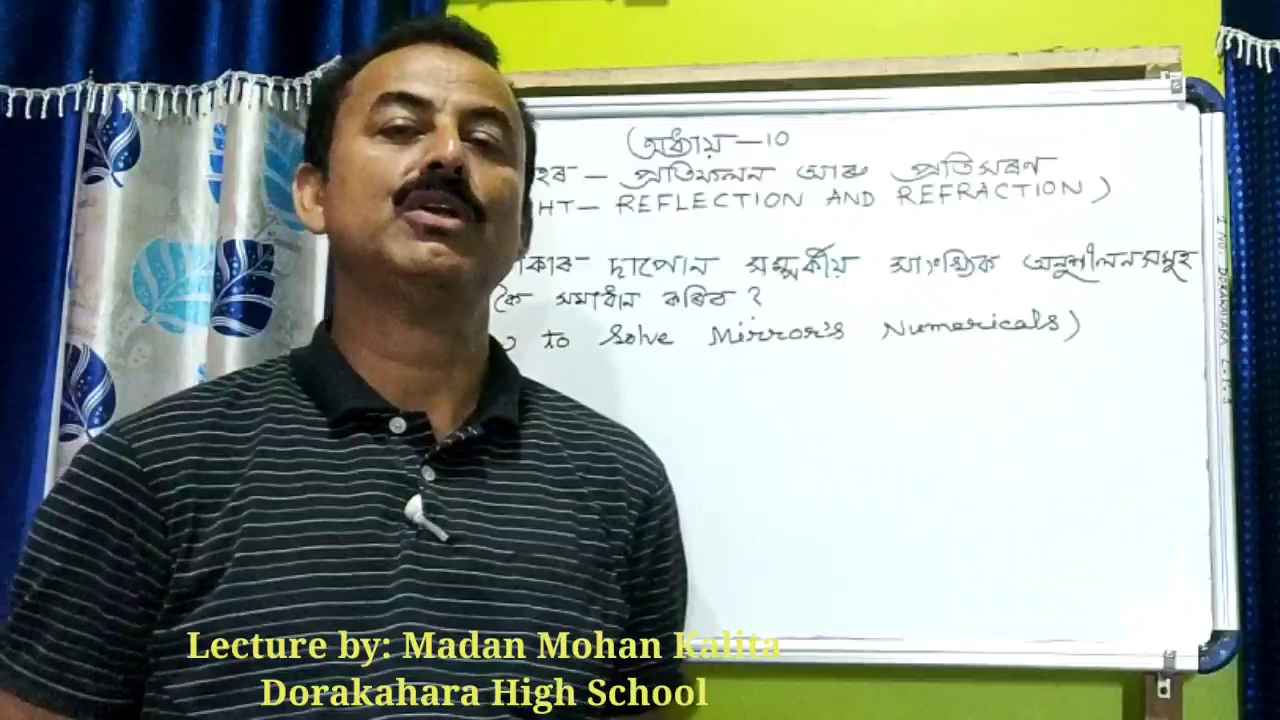 অধ্যায় — 10
হৰ — প্ৰতিফলন আৰু প্ৰতিসৰণ
HT — REFLECTION AND REFRACTION )
দাপোন সম্পৰ্কীয় সাংখ্যিক অনুশীলনসমূহ
কৈ সমাধান কৰিব ?
to Solve Mirror's Numericals)
Lecture by: Madan Mohan Kalita
Dorakahara High School